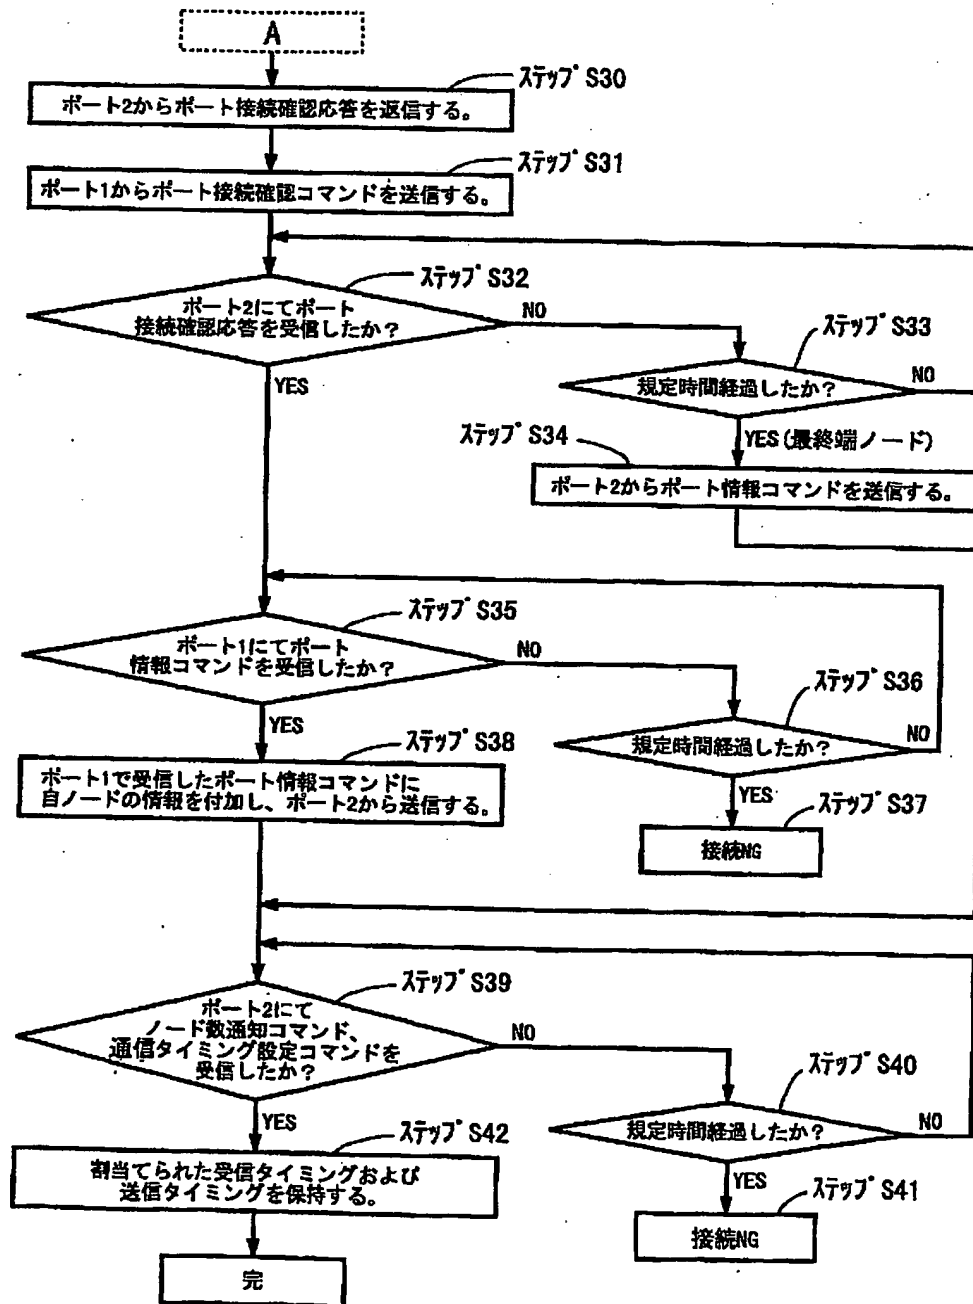 A
ステップ S30
ポート2からポート接続確認応答を返信する。
ステップ S31
ポート1からポート接続確認コマンドを送信する。
ステップ S32
ポート2にてポート
接続確認応答を受信したか？
NO
YES
ステップ S33
規定時間経過したか？
NO
YES(最終端ノード)
ステップ S34
ポート2からポート情報コマンドを送信する。
ステップ S35
ポート1にてポート
情報コマンドを受信したか？
NO
YES
ステップ S36
規定時間経過したか？
NO
YES
ステップ S37
接続NG
ステップ S38
ポート1で受信したポート情報コマンドに
自ノードの情報を付加し、ポート2から送信する。
ステップ S39
ポート2にて
ノード数通知コマンド、
通信タイミング設定コマンドを
受信したか？
NO
YES
ステップ S40
規定時間経過したか？
NO
YES
ステップ S41
接続NG
ステップ S42
割当てられた受信タイミングおよび
送信タイミングを保持する。
完